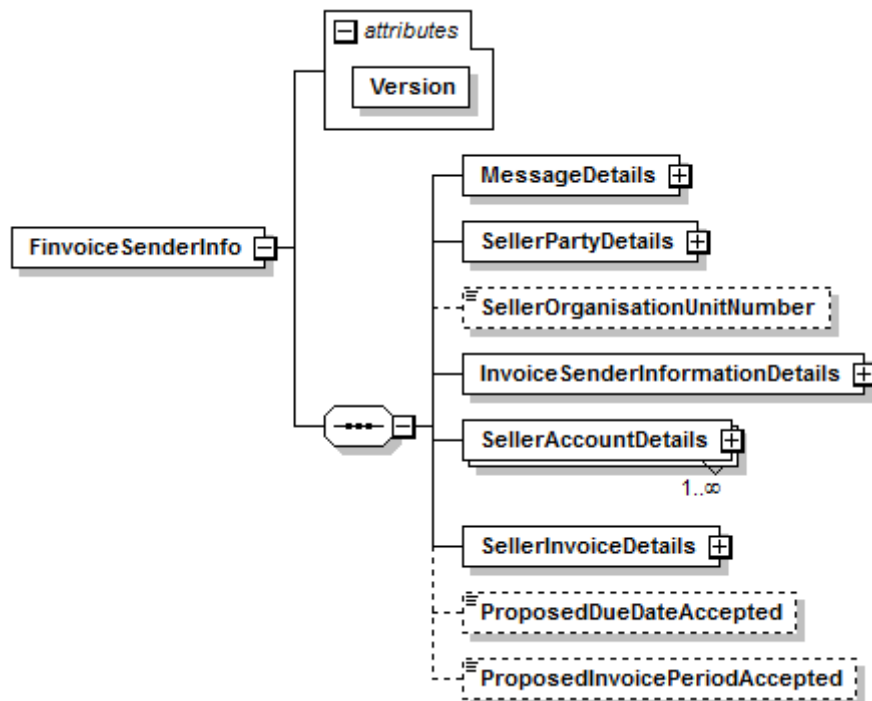 attributes
Version
MessageDetails
SellerPartyDetails
FinvoiceSenderInfo
SellerOrganisationUnitNumber
InvoiceSenderInformationDetails
SellerAccountDetails
1..∞
SellerInvoiceDetails
ProposedDueDateAccepted
ProposedInvoicePeriodAccepted